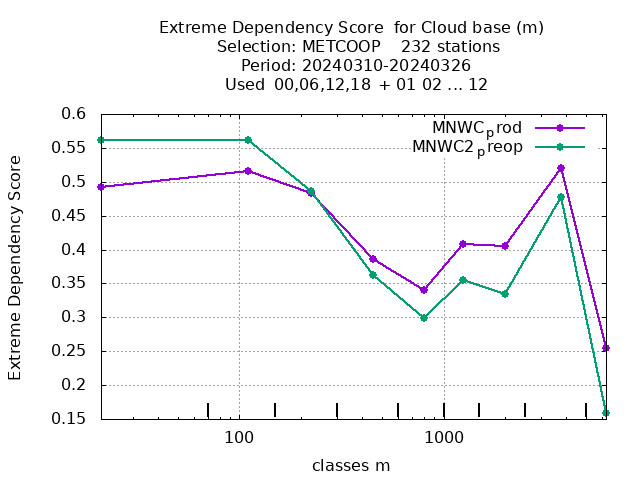 Extreme Dependency Score  for Cloud base (m)
Selection: METCOOP    232 stations
Period: 20240310-20240326
Used  00,06,12,18 + 01 02 ... 12
0.6
0.55
0.5
0.45
0.4
0.35
0.3
0.25
0.2
0.15
Extreme Dependency Score
MNWCprod
MNWC2preop
100
1000
classes m